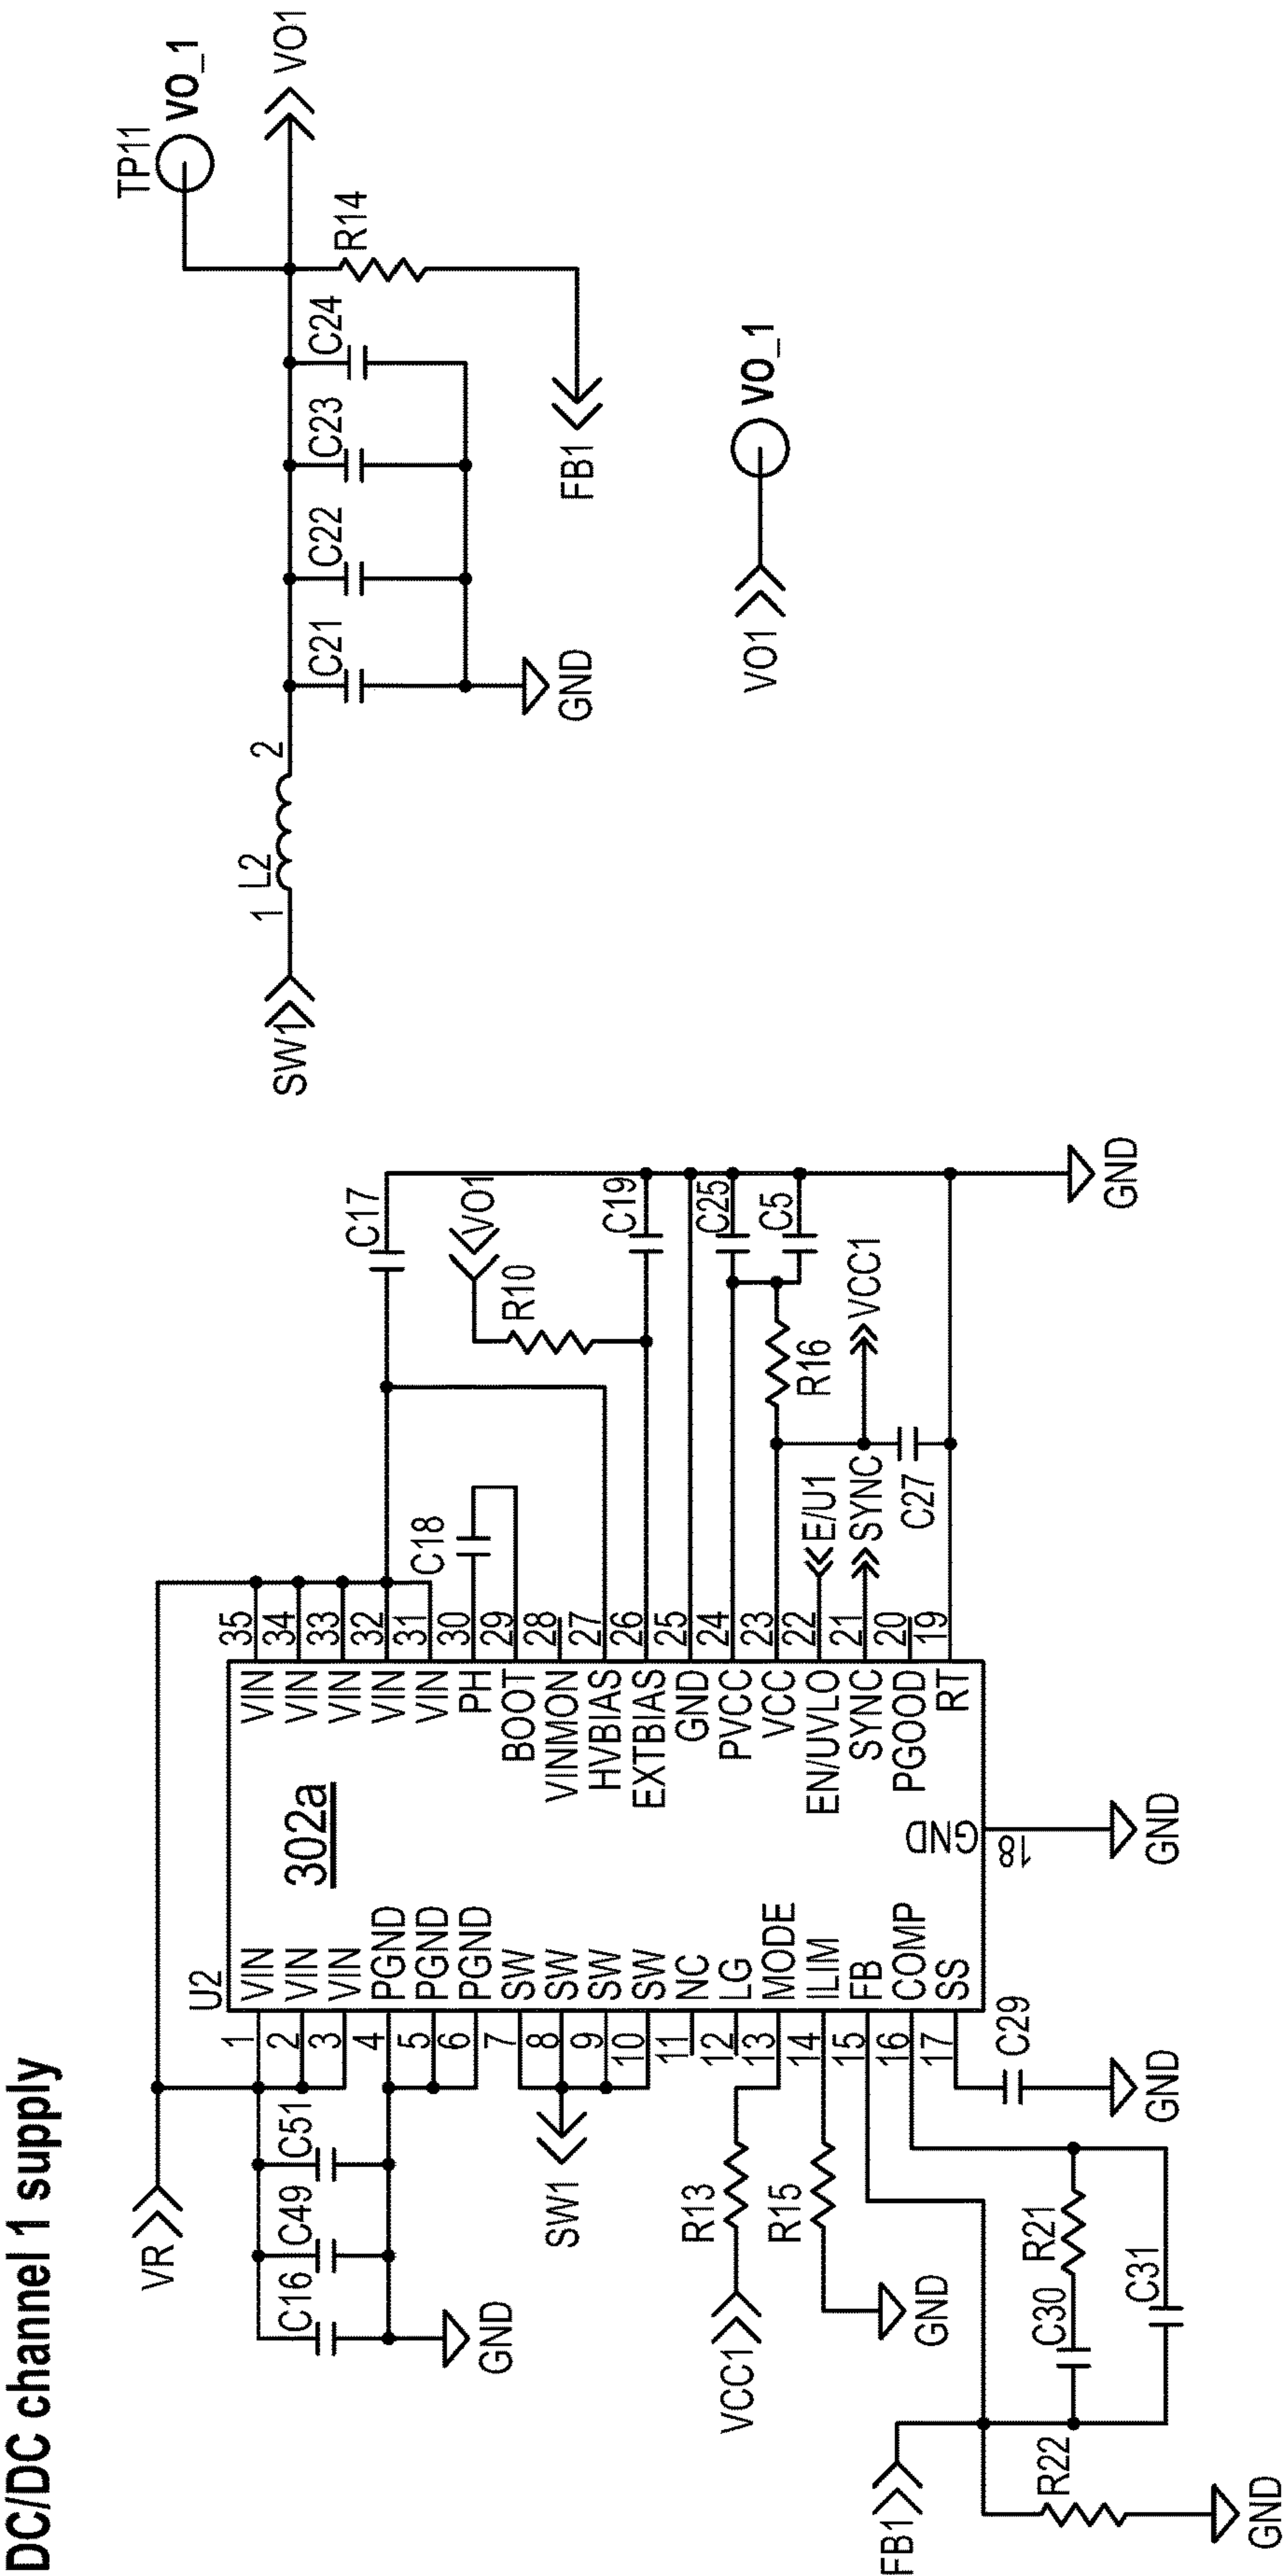 DC/DC channel 1 supply
VR
C16
C49
C51
GND
U2
302a
1 VIN
2 VIN
3 VIN
4 PGND
5 PGND
6 PGND
7 SW
8 SW
9 SW
10 SW
11 NC
12 LG
13 MODE
14 ILIM
15 FB
16 COMP
17 SS
VIN 35
VIN 34
VIN 33
VIN 32
VIN 31
PH 30
BOOT 29
VINMON 28
HVBIAS 27
EXTBIAS 26
GND 25
PVCC 24
VCC 23
EN/UVLO 22
SYNC 21
PGOOD 20
RT 19
GND
18
GND
SW1
VCC1
R13
R15
GND
C29
GND
FB1
R22
GND
C30
R21
C31
C18
C17
VO1
R10
C19
C25
C5
R16
E/U1
SYNC
VCC1
C27
GND
SW1
1
L2
2
C21
C22
C23
C24
GND
R14
FB1
TP11
VO_1
VO1
VO1
VO_1